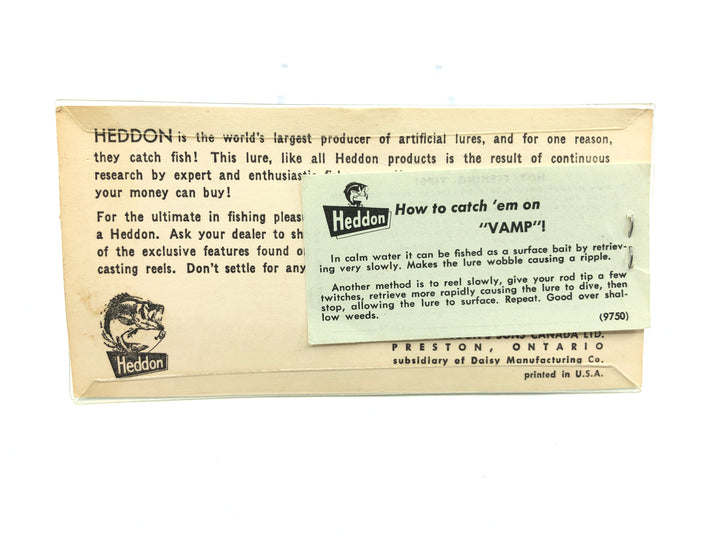 HEDDON is the world's largest producer of artificial lures, and for one reason,
they catch fish! This lure, like all Heddon products is the result of continuous
research by expert and enthusiastic
your money can buy!
For the ultimate in fishing
a Heddon. Ask your dealer to
of the exclusive features found
casting reels. Don't settle for any
Heddon
Heddon
How to catch 'em on
"VAMP"!
In calm water it can be fished as a surface bait by retriev-
ing very slowly. Makes the lure wobble causing a ripple.
Another method is to reel slowly, give your rod tip a few
twitches, retrieve more rapidly causing the lure to dive, then
stop, allowing the lure to surface. Repeat. Good over shal-
low weeds.
(9750)
SONS CANADA LTD.
PRESTON, ONTARIO
subsidiary of Daisy Manufacturing Co.
printed in U.S.A.